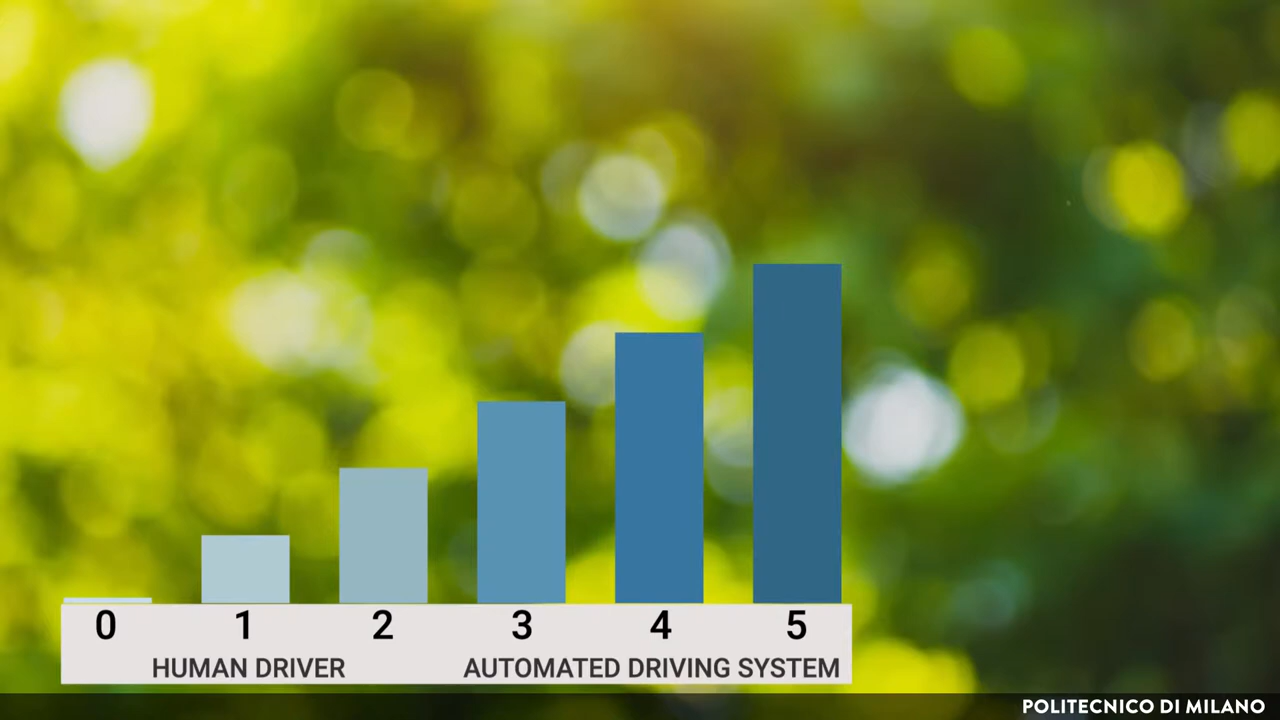 0 1 2 3 4 5
HUMAN DRIVER AUTOMATED DRIVING SYSTEM
POLITECNICO DI MILANO